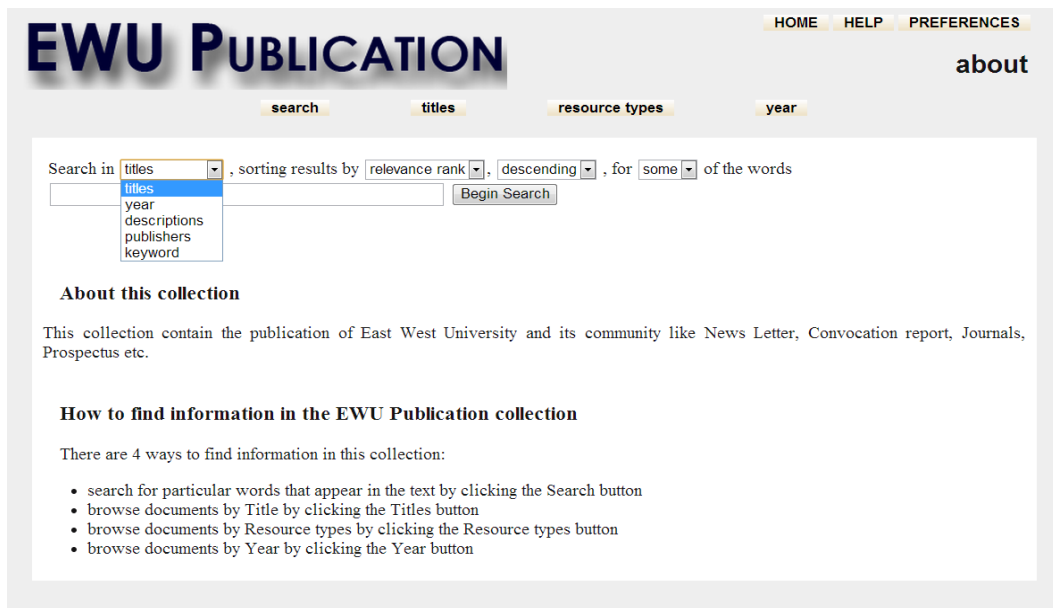 HOME HELP PREFERENCES
EWU PUBLICATION
about
search titles resource types year
Search in titles , sorting results by relevance rank , descending , for some of the words
Begin Search
titles
year
descriptions
publishers
keyword
About this collection
This collection contain the publication of East West University and its community like News Letter, Convocation report, Journals,
Prospectus etc.
How to find information in the EWU Publication collection
There are 4 ways to find information in this collection:
• search for particular words that appear in the text by clicking the Search button
• browse documents by Title by clicking the Titles button
• browse documents by Resource types by clicking the Resource types button
• browse documents by Year by clicking the Year button